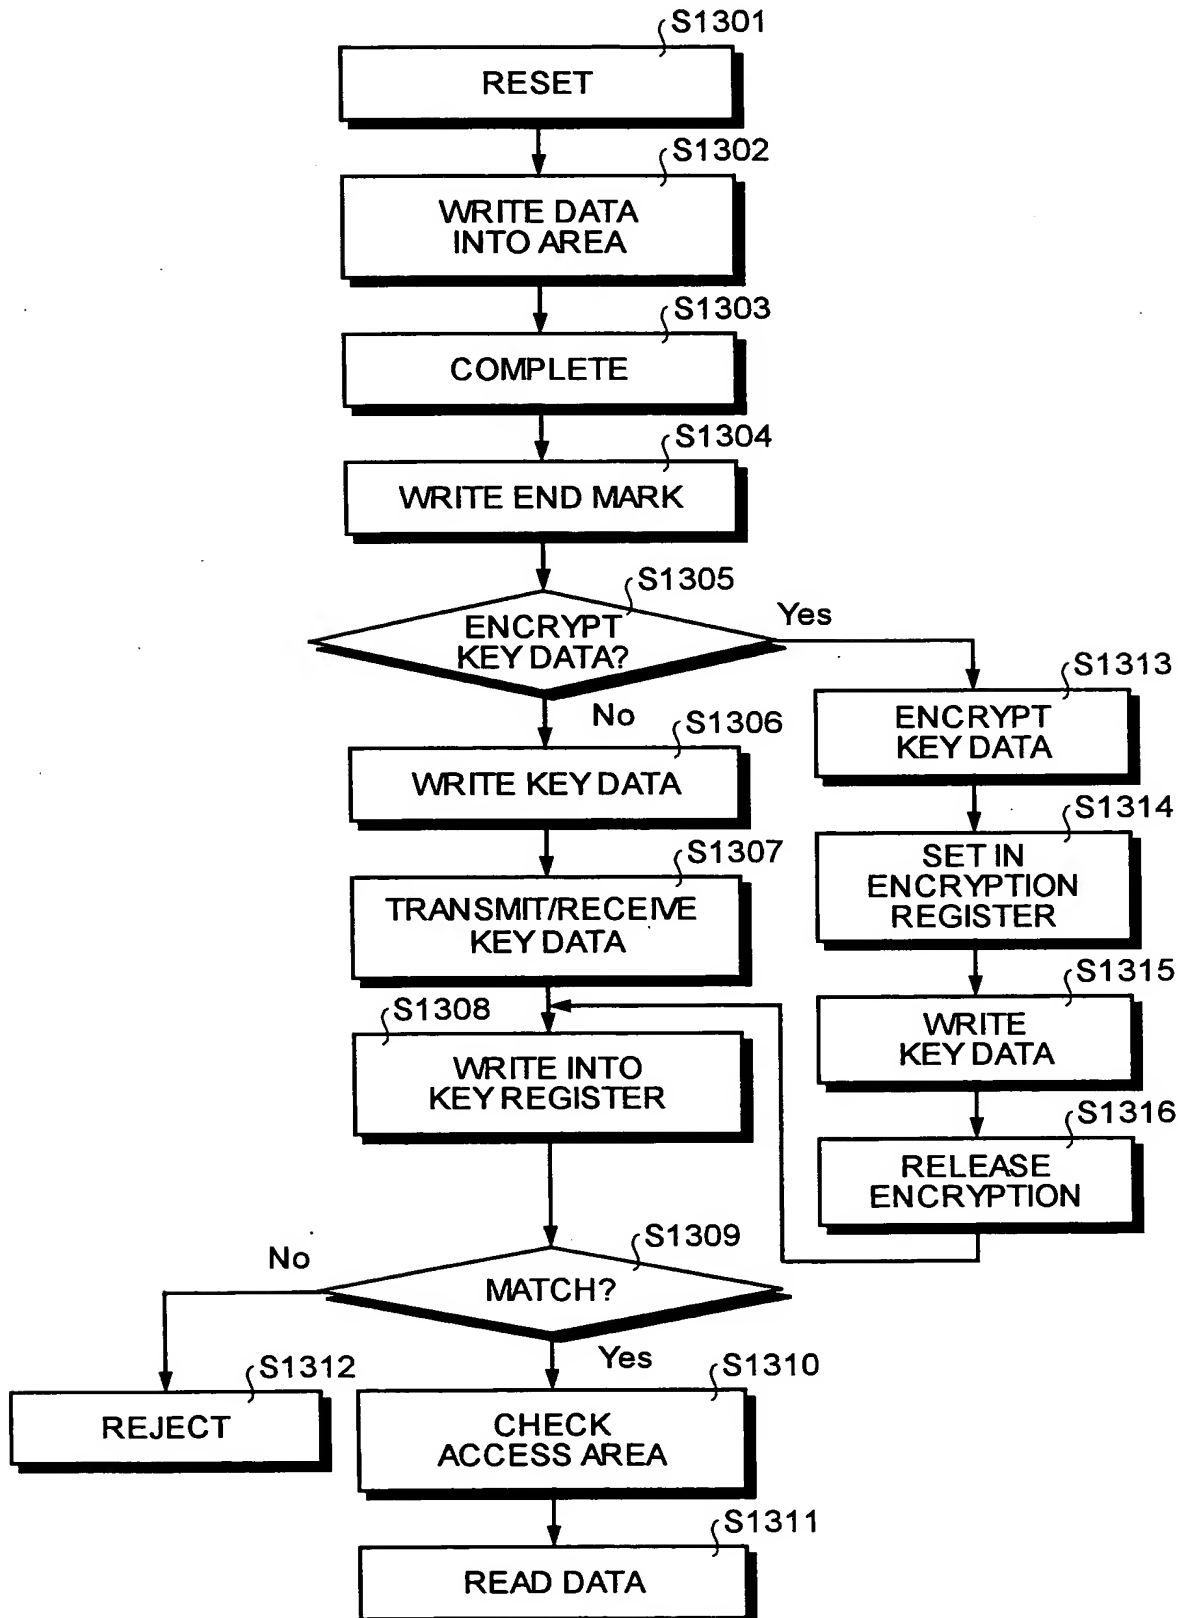 S1301
RESET
S1302
WRITE DATA
INTO AREA
S1303
COMPLETE
S1304
WRITE END MARK
S1305
ENCRYPT
KEY DATA?
Yes
No
S1306
WRITE KEY DATA
S1307
TRANSMIT/RECEIVE
KEY DATA
S1308
WRITE INTO
KEY REGISTER
S1309
MATCH?
No
Yes
S1310
CHECK
ACCESS AREA
S1311
READ DATA
S1312
REJECT
S1313
ENCRYPT
KEY DATA
S1314
SET IN
ENCRYPTION
REGISTER
S1315
WRITE
KEY DATA
S1316
RELEASE
ENCRYPTION